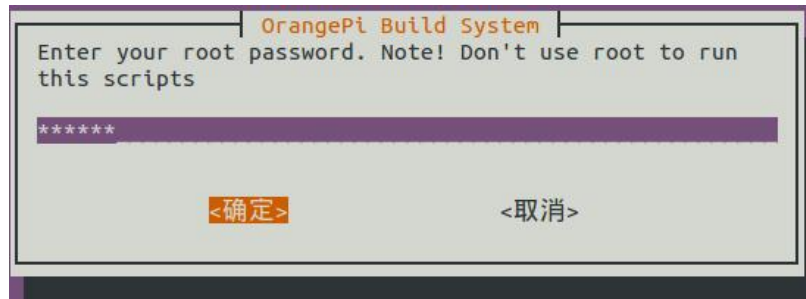 OrangePi Build System
Enter your root password. Note! Don't use root to run
this scripts
******
<确定> <取消>